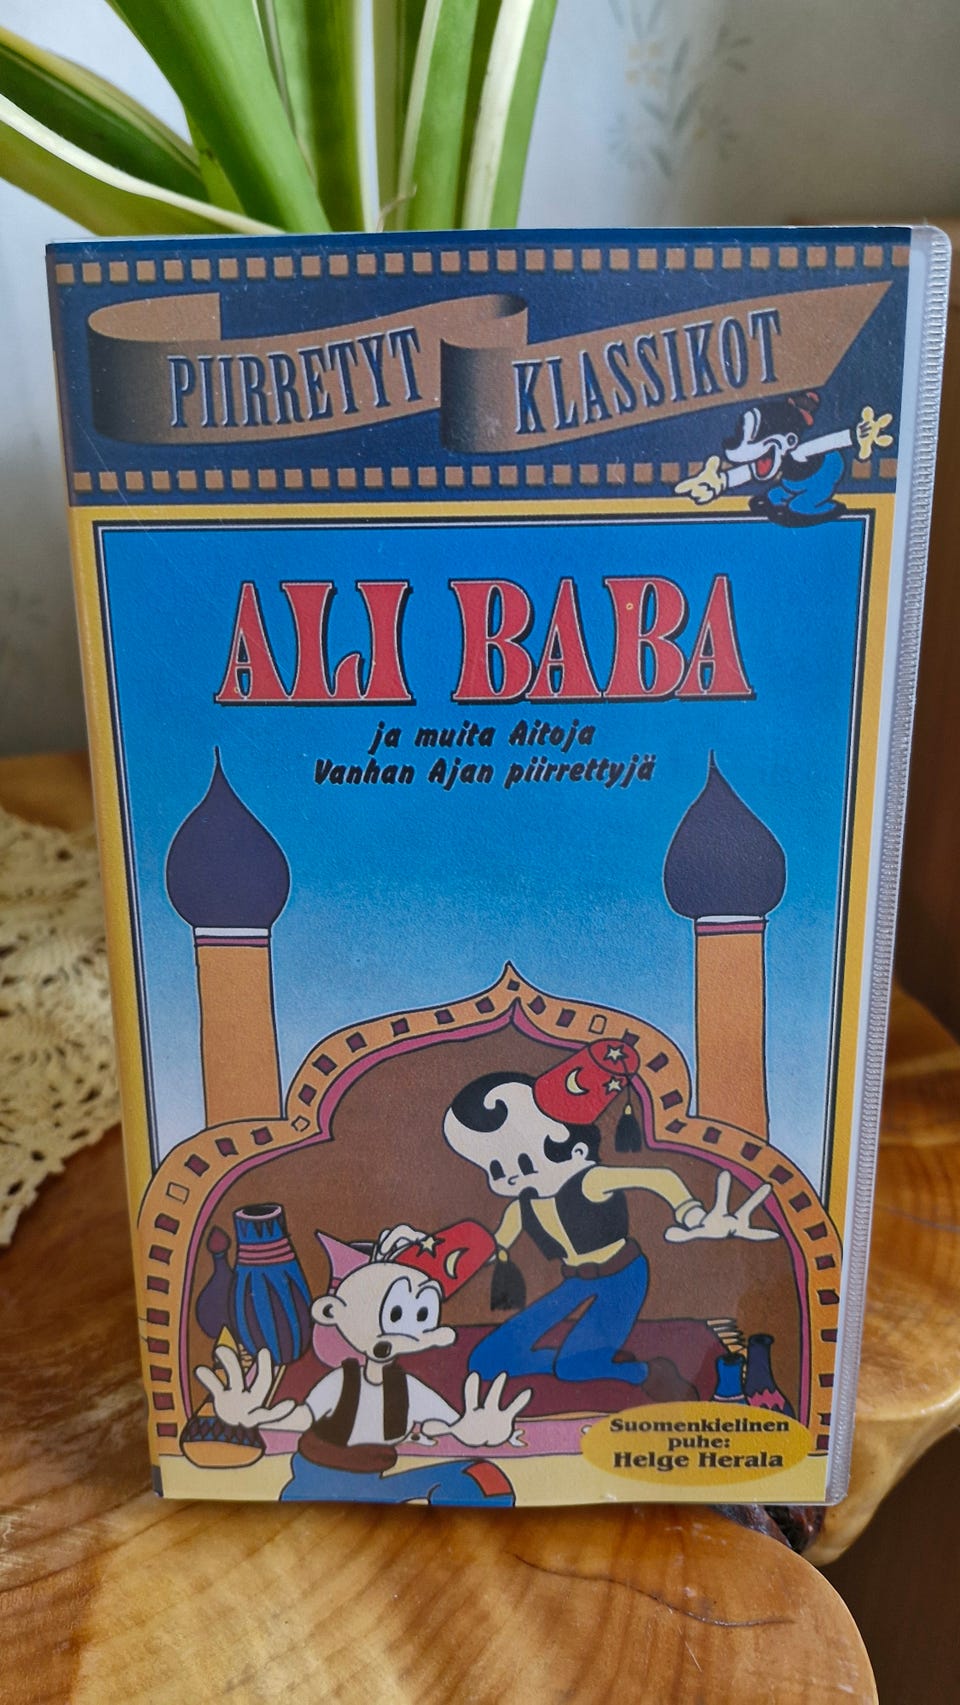 PIIRRETYT KLASSIKOT
ALI BABA
ja muita Aitoja
Vanhan Ajan piirrettyjä
Suomenkielinen
puhe:
Helge Herala